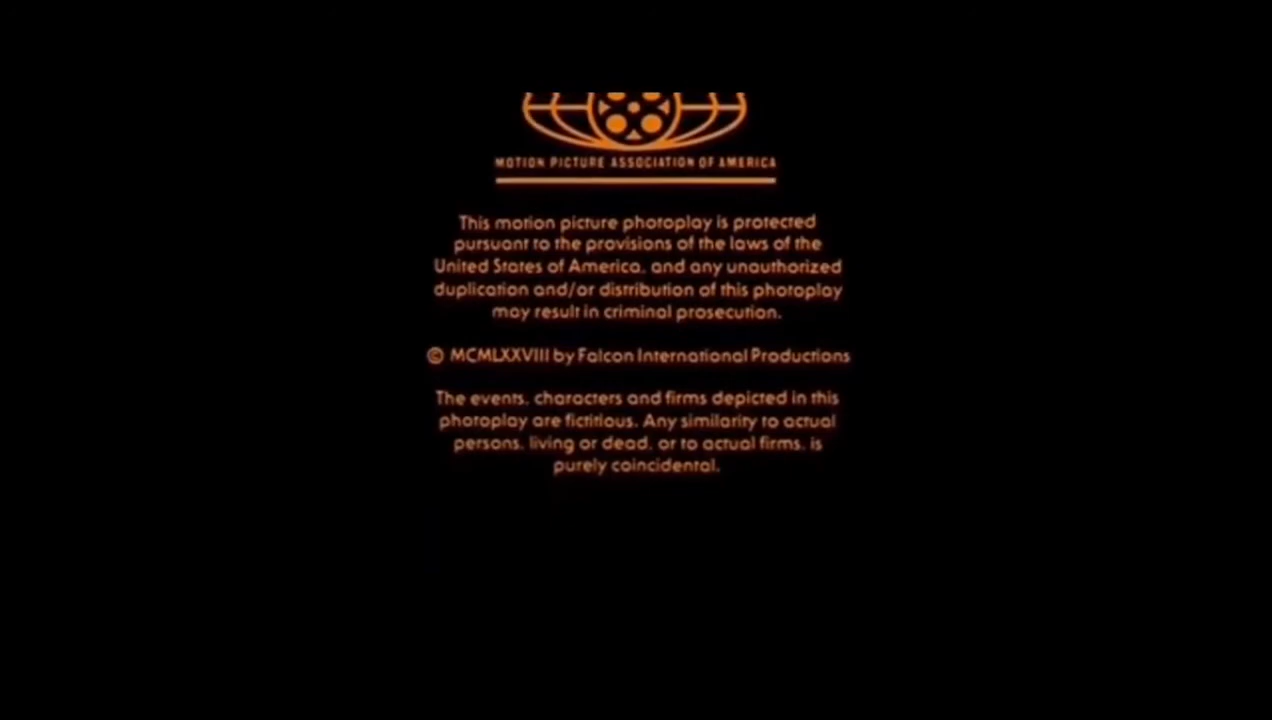 MOTION PICTURE ASSOCIATION OF AMERICA
This motion picture photoplay is protected
pursuant to the provisions of the laws of the
United States of America, and any unauthorized
duplication and/or distribution of this photoplay
may result in criminal prosecution.
© MCMLXXVIII by Falcon International Productions
The events, characters and firms depicted in this
photoplay are fictitious. Any similarity to actual
persons, living or dead, or to actual firms, is
purely coincidental.